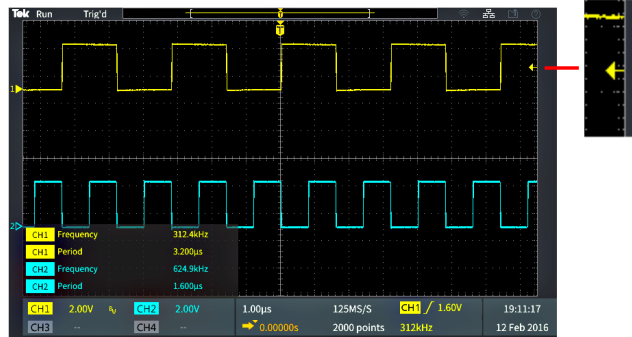 Tek Run Trig'd
T
1
2
CH1 Frequency 312.4kHz
CH1 Period 3.200µs
CH2 Frequency 624.9kHz
CH2 Period 1.600µs
CH1 2.00V CH2 2.00V 1.00µs 125MS/S CH1 / 1.60V 19:11:17
CH3 -- CH4 -- 0.00000s 2000 points 312kHz 12 Feb 2016